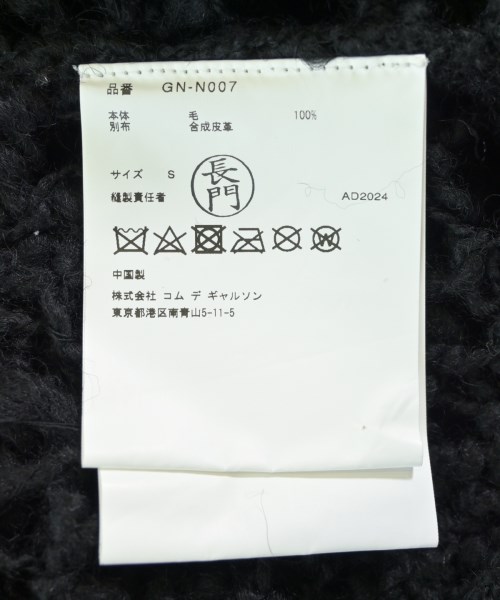 品番 GN-N007
本体 毛 100%
別布 合成皮革
サイズ S
長門
縫製責任者 AD2024
W
中国製
株式会社 コム デ ギャルソン
東京都港区南青山5-11-5